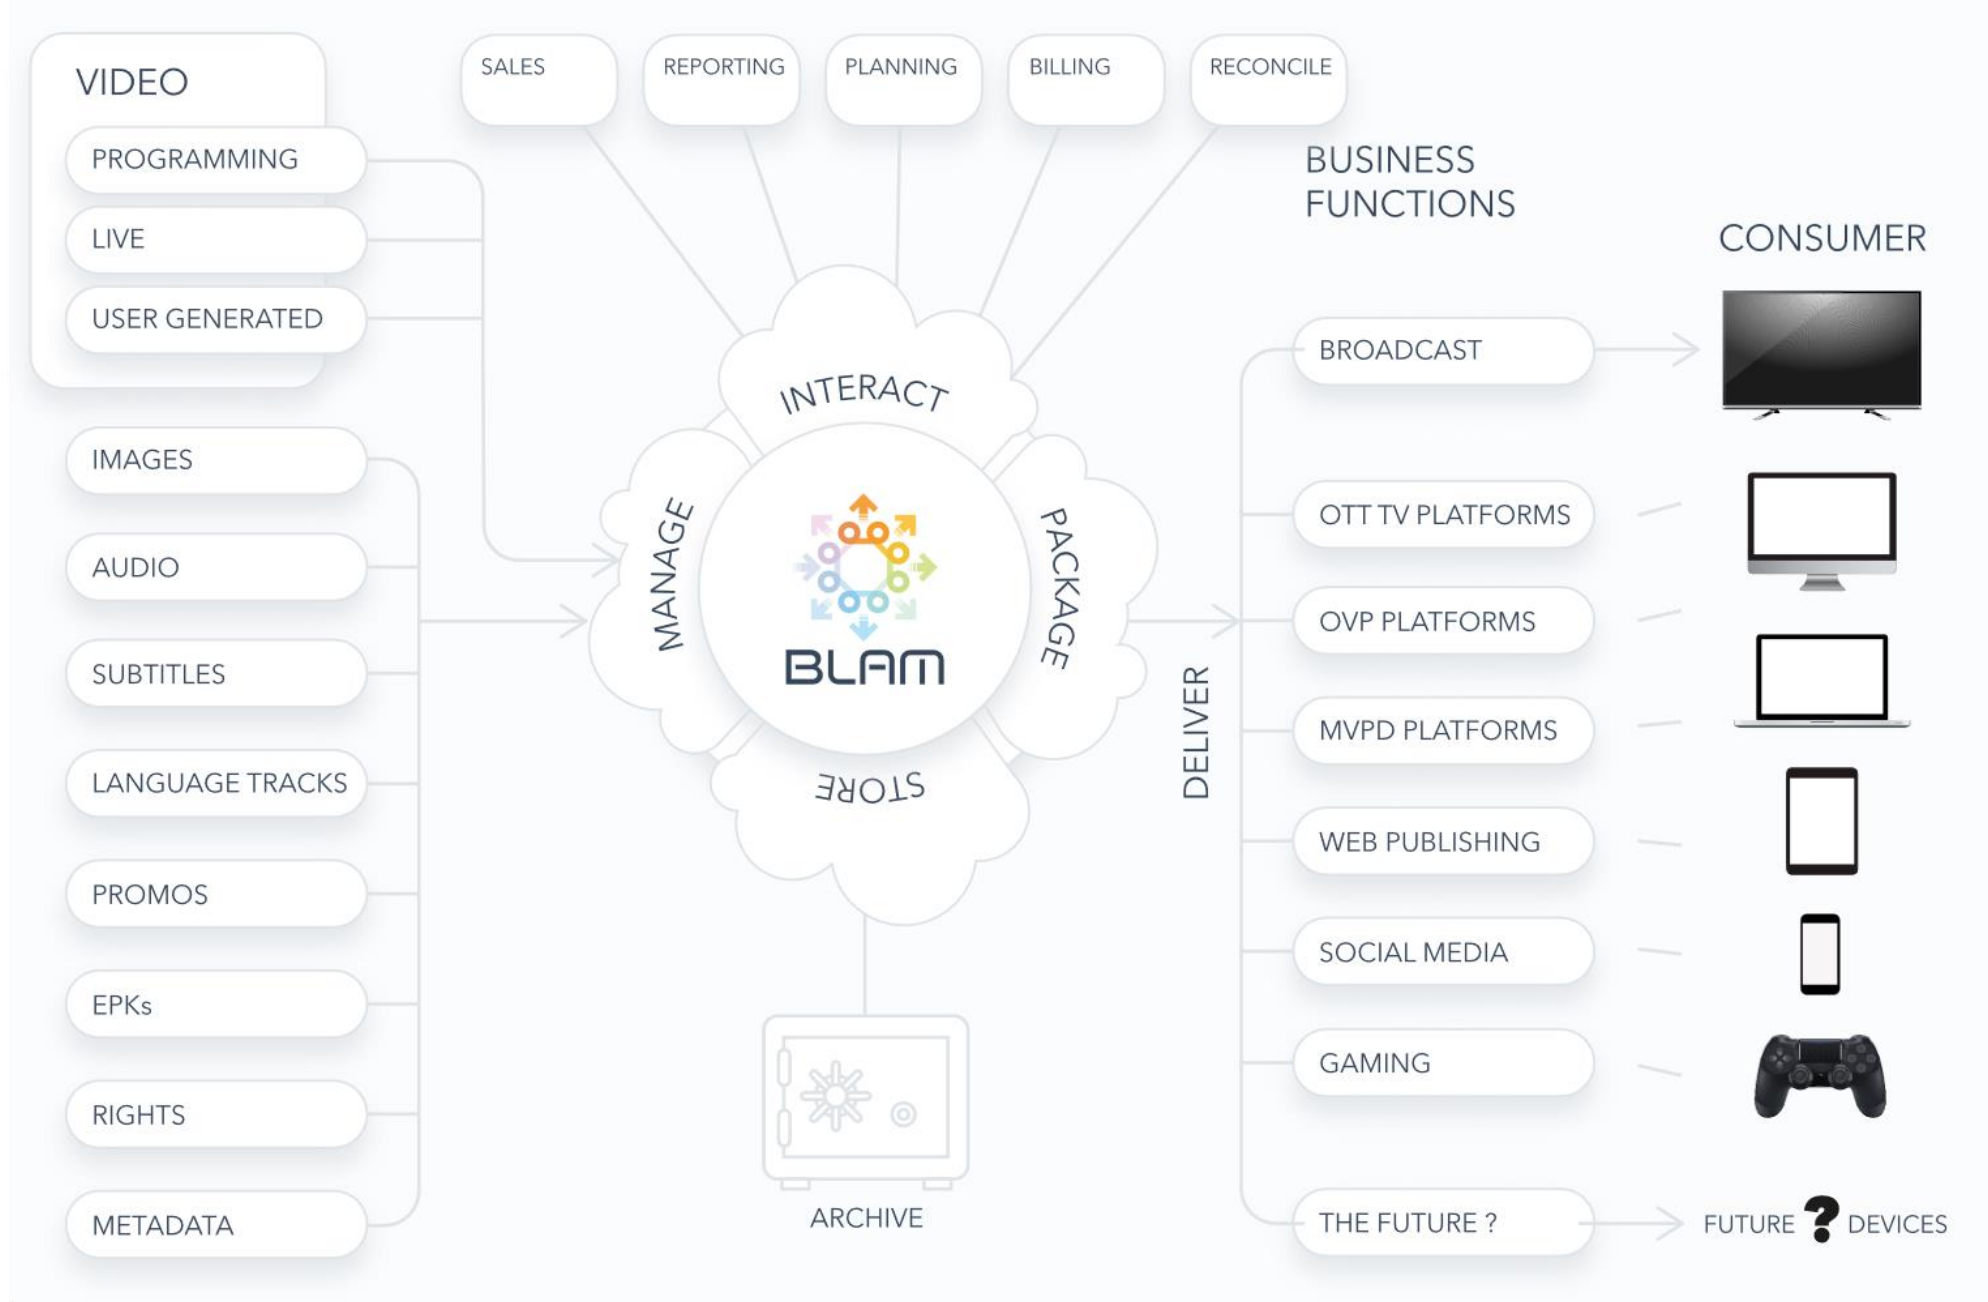 VIDEO
PROGRAMMING
LIVE
USER GENERATED
IMAGES
AUDIO
SUBTITLES
LANGUAGE TRACKS
PROMOS
EPKs
RIGHTS
METADATA
SALES
REPORTING
PLANNING
BILLING
RECONCILE
BUSINESS
FUNCTIONS
INTERACT
MANAGE
PACKAGE
STORE
BLAM
ARCHIVE
DELIVER
BROADCAST
OTT TV PLATFORMS
OVP PLATFORMS
MVPD PLATFORMS
WEB PUBLISHING
SOCIAL MEDIA
GAMING
THE FUTURE ?
CONSUMER
FUTURE ? DEVICES